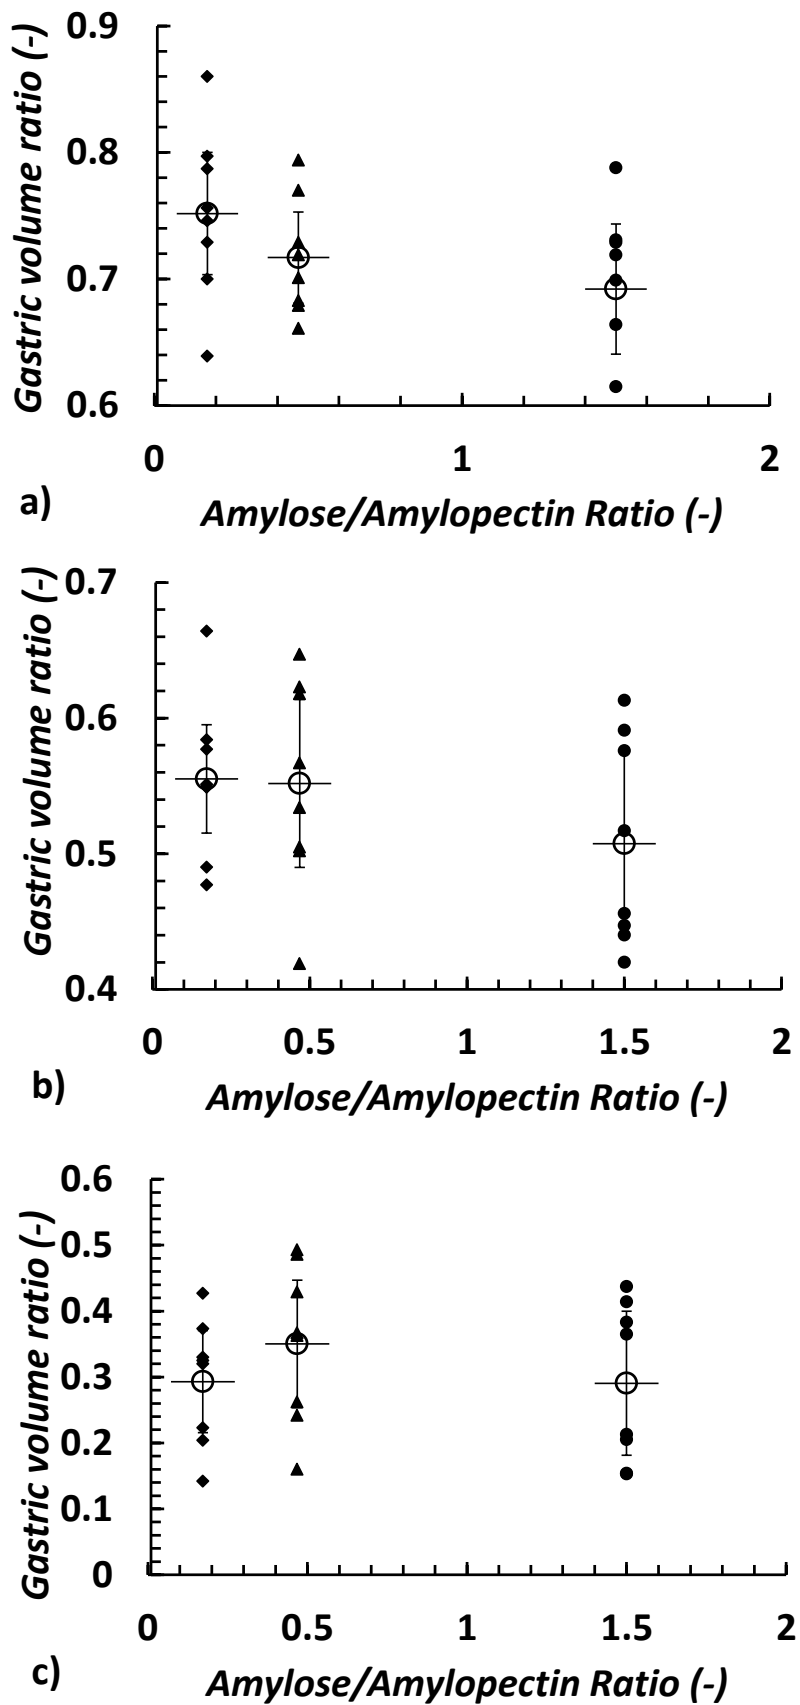 Gastric volume ratio (-)
0.9
0.8
0.7
0.6
0 1 2
a)
Amylose/Amylopectin Ratio (-)
Gastric volume ratio (-)
0.7
0.6
0.5
0.4
0 0.5 1 1.5 2
b)
Amylose/Amylopectin Ratio (-)
Gastric volume ratio (-)
0.6
0.5
0.4
0.3
0.2
0.1
0
0 0.5 1 1.5 2
c)
Amylose/Amylopectin Ratio (-)